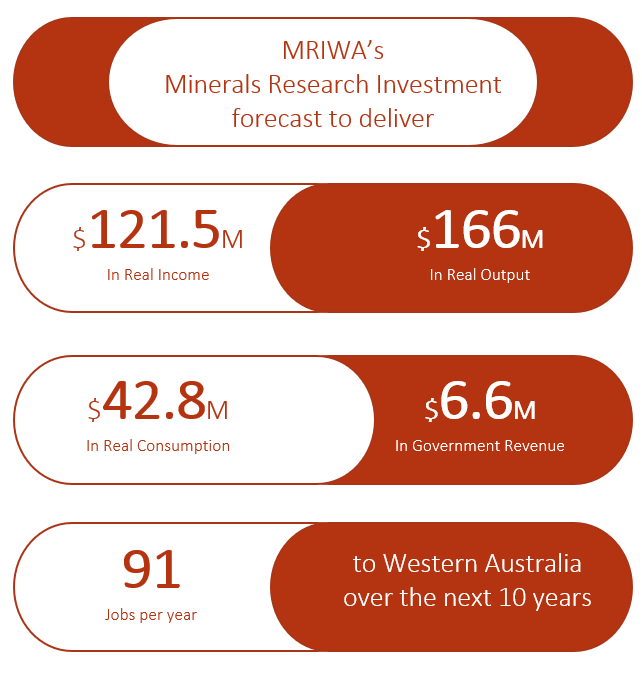 MRIWA’s
Minerals Research Investment
forecast to deliver
$121.5M
In Real Income
$166M
In Real Output
$42.8M
In Real Consumption
$6.6M
In Government Revenue
91
Jobs per year
to Western Australia
over the next 10 years